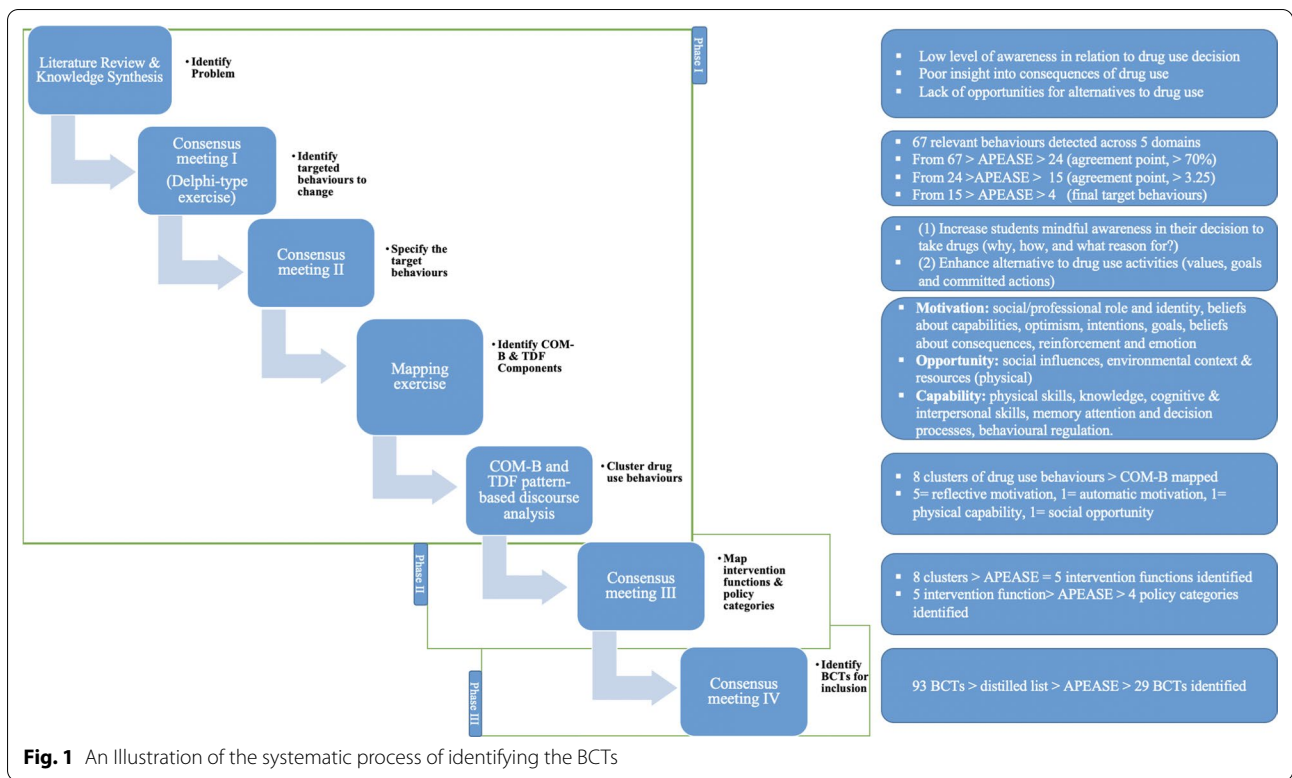 Literature Review &
Knowledge Synthesis
• Identify
Problem
Phase I
▪ Low level of awareness in relation to drug use decision
▪ Poor insight into consequences of drug use
▪ Lack of opportunities for alternatives to drug use
Consensus
meeting I
(Delphi-type
exercise)
• Identify
targeted
behaviours to
change
▪ 67 relevant behaviours detected across 5 domains
▪ From 67 > APEASE > 24 (agreement point, > 70%)
▪ From 24 >APEASE > 15 (agreement point, > 3.25)
▪ From 15 > APEASE > 4 (final target behaviours)
Consensus
meeting II
• Specify the
target
behaviours
▪ (1) Increase students mindful awareness in their decision to
take drugs (why, how, and what reason for?)
▪ (2) Enhance alternative to drug use activities (values, goals
and committed actions)
Mapping
exercise
• Identify COM-
B & TDF
Components
▪ Motivation: social/professional role and identity, beliefs
about capabilities, optimism, intentions, goals, beliefs
about consequences, reinforcement and emotion
▪ Opportunity: social influences, environmental context &
resources (physical)
▪ Capability: physical skills, knowledge, cognitive &
interpersonal skills, memory attention and decision
processes, behavioural regulation.
COM-B and
TDF pattern-
based discourse
analysis
• Cluster drug
use behaviours
▪ 8 clusters of drug use behaviours > COM-B mapped
▪ 5= reflective motivation, 1= automatic motivation, 1=
physical capability, 1= social opportunity
Phase II
Consensus
meeting III
• Map
intervention
functions &
policy
categories
▪ 8 clusters > APEASE = 5 intervention functions identified
▪ 5 intervention function> APEASE > 4 policy categories
identified
Phase III
Consensus
meeting IV
• Identify
BCTs for
inclusion
93 BCTs > distilled list > APEASE > 29 BCTs identified
Fig. 1 An Illustration of the systematic process of identifying the BCTs